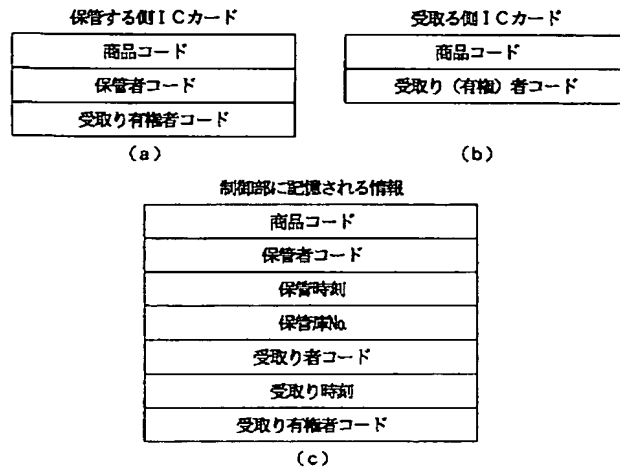 保管する側ICカード
商品コード
保管者コード
受取り有権者コード
(a)
受取る側ICカード
商品コード
受取り(有権)者コード
(b)
制御部に記憶される情報
商品コード
保管者コード
保管時刻
保管庫No.
受取り者コード
受取り時刻
受取り有権者コード
(c)